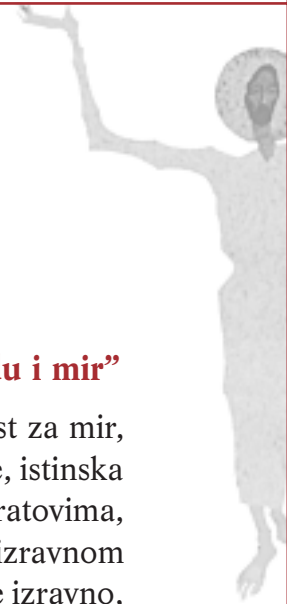 u i mir”
st za mir,
e, istinska
ratovima,
izravnom
e izravno,